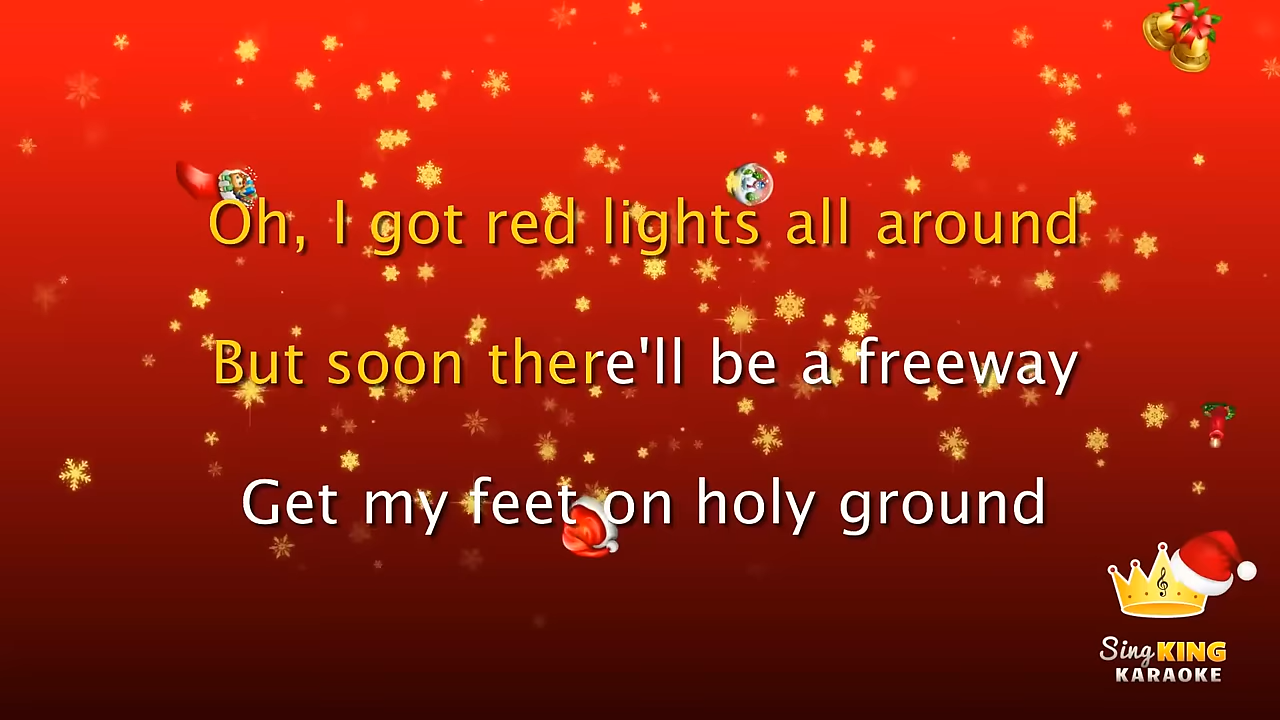 Oh, I got red lights all around
But soon there'll be a freeway
Get my feet on holy ground
Sing KING
KARAOKE